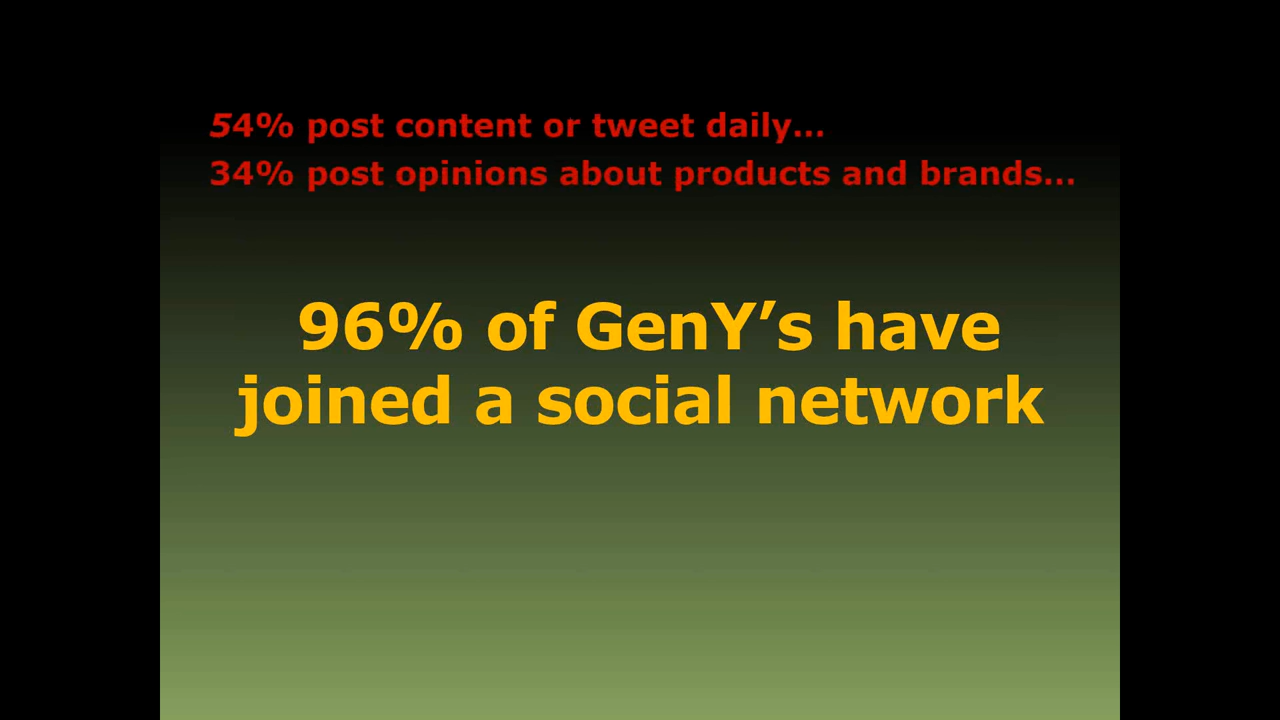 54% post content or tweet daily...
34% post opinions about products and brands...
96% of GenY’s have
joined a social network